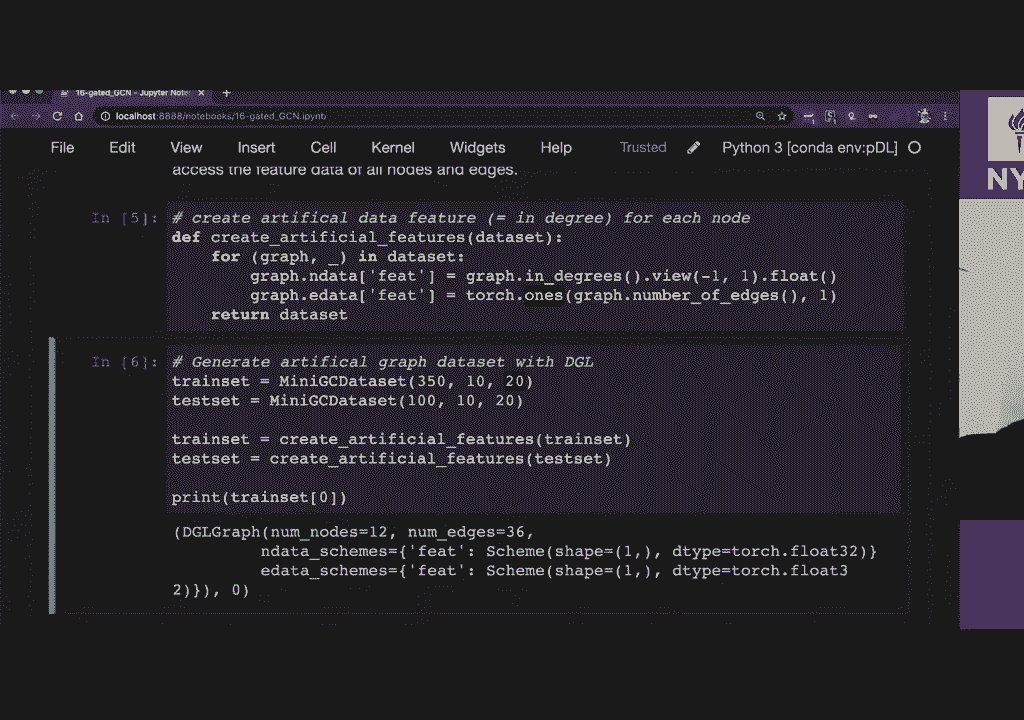 16-gated_GCN - Jupyter Note
localhost:8888/notebooks/16-gated_GCN.ipynb
File Edit View Insert Cell Kernel Widgets Help Trusted Python 3 [conda env:pDL]
access the feature data of all nodes and edges.
In [5]: # create artifical data feature (= in degree) for each node
def create_artificial_features(dataset):
    for (graph, _) in dataset:
        graph.ndata['feat'] = graph.in_degrees().view(-1, 1).float()
        graph.edata['feat'] = torch.ones(graph.number_of_edges(), 1)
    return dataset
In [6]: # Generate artifical graph dataset with DGL
trainset = MiniGCDataset(350, 10, 20)
testset = MiniGCDataset(100, 10, 20)
trainset = create_artificial_features(trainset)
testset = create_artificial_features(testset)
print(trainset[0])
(DGLGraph(num_nodes=12, num_edges=36,
         ndata_schemes={'feat': Scheme(shape=(1,), dtype=torch.float32)}
         edata_schemes={'feat': Scheme(shape=(1,), dtype=torch.float3
2)}), 0)
NY